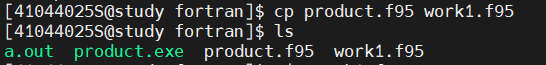 [41044025S@study fortran]$ cp product.f95 work1.f95
[41044025S@study fortran]$ ls
a.out  product.exe  product.f95  work1.f95